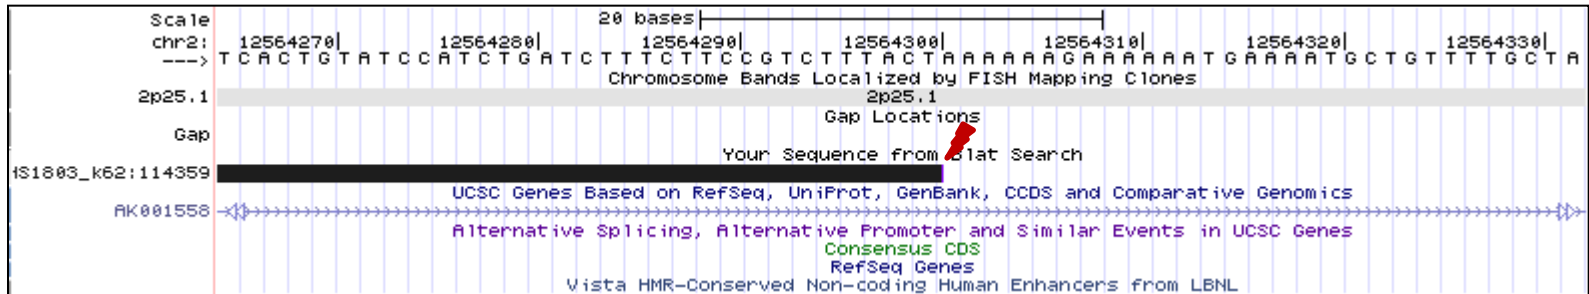 Scale 20 bases
chr2: 12564270| 12564280| 12564290| 12564300| 12564310| 12564320| 12564330|
---> T C A C T G T A T C C A T C T G A T C T T T C T T C C G T C T T T A C T A A A A A A G A A A A A A T G A A A A T G C T G T T T T G C T A
Chromosome Bands Localized by FISH Mapping Clones
2p25.1 2p25.1
Gap Locations
Gap
Your Sequence from Blat Search
HS1803_k62:114359
UCSC Genes Based on RefSeq, UniProt, GenBank, CCDS and Comparative Genomics
AK001558
Alternative Splicing, Alternative Promoter and Similar Events in UCSC Genes
Consensus CDS
RefSeq Genes
Vista HMR-Conserved Non-coding Human Enhancers from LBNL